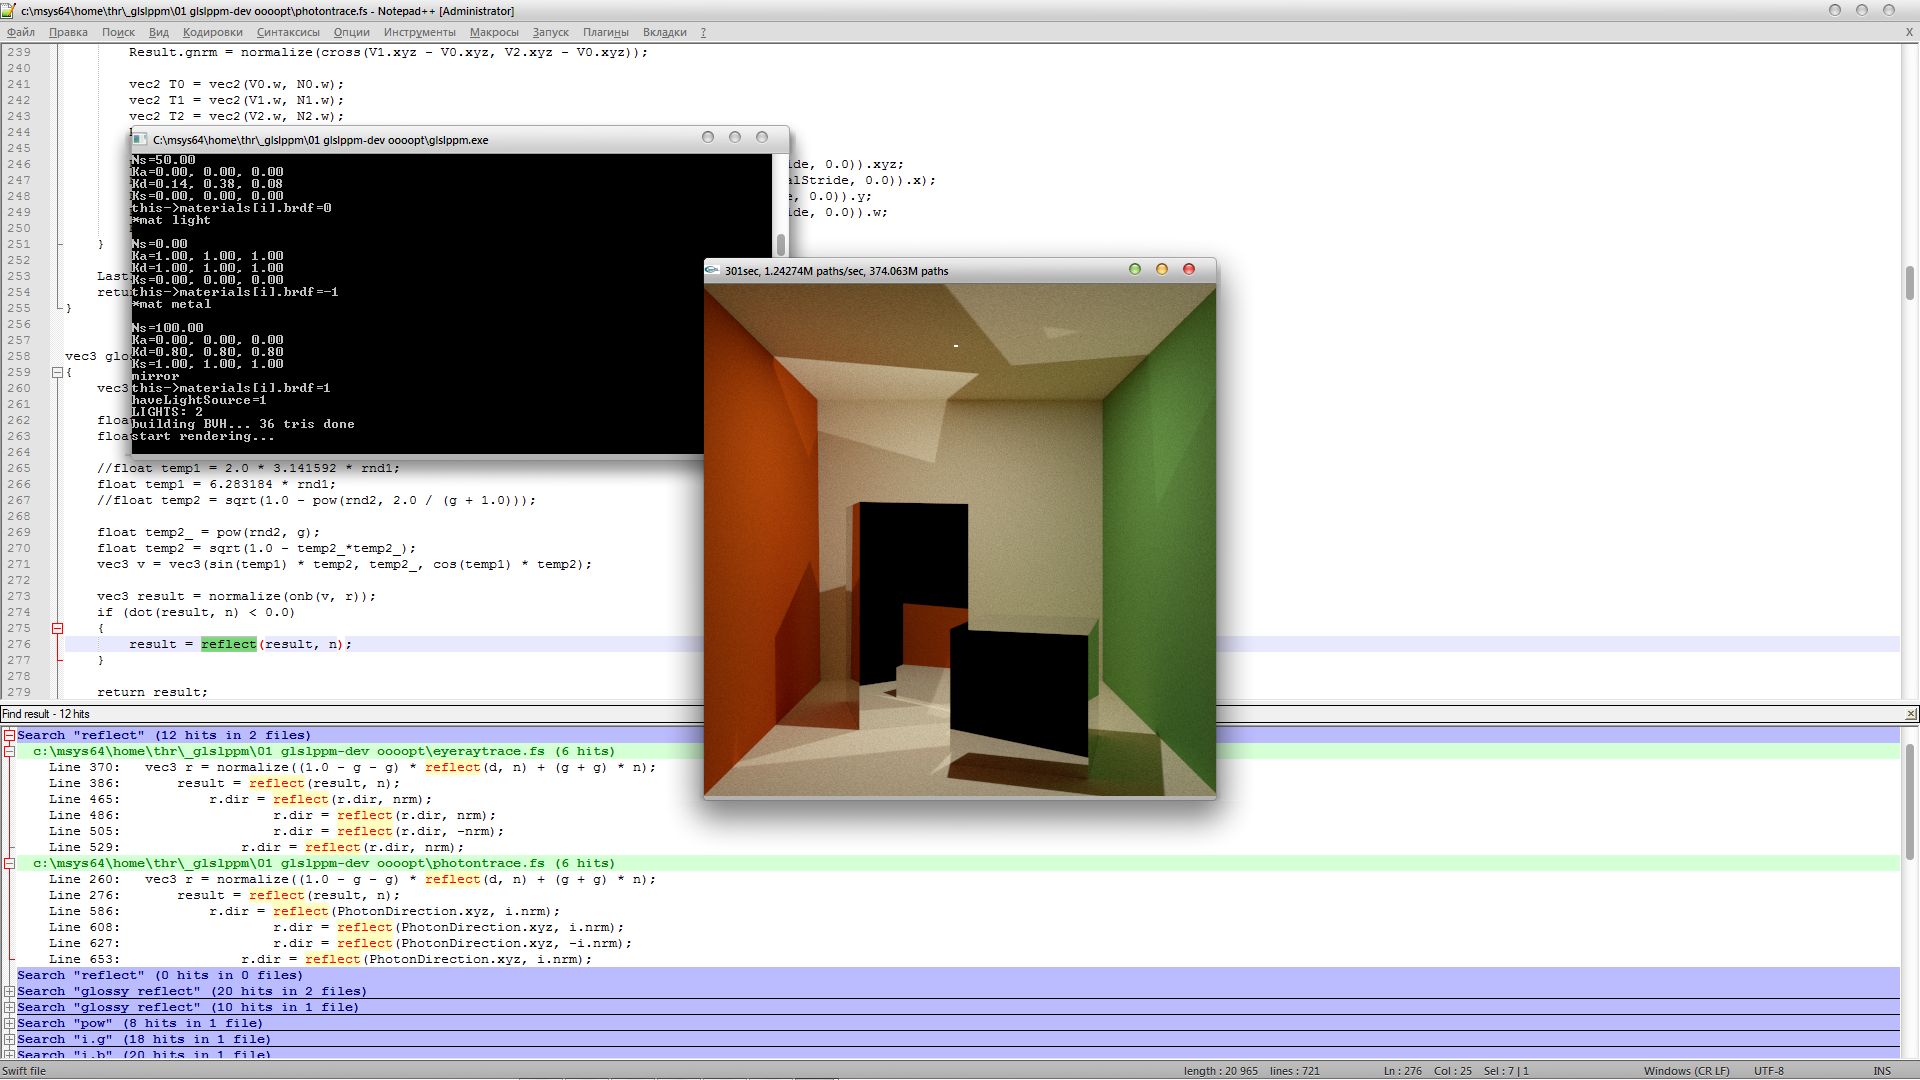 c:\msys64\home\thr\_glslppm\01 glslppm-dev oooopt\photontrace.fs - Notepad++ [Administrator]
Файл Правка Поиск Вид Кодировки Синтаксисы Опции Инструменты Макросы Запуск Плагины Вкладки ? X
239 Result.gnrm = normalize(cross(V1.xyz - V0.xyz, V2.xyz - V0.xyz));
240
241 vec2 T0 = vec2(V0.w, N0.w);
242 vec2 T1 = vec2(V1.w, N1.w);
243 vec2 T2 = vec2(V2.w, N2.w);
244
245
246 ide, 0.0)).xyz;
247 alStride, 0.0)).x);
248 e, 0.0)).y;
249 ide, 0.0)).w;
250
251 }
252
253 Last
254 retur
255 }
256
257
258 vec3 glos
259 {
260 vec3
261
262 float
263 float
264
265 //float temp1 = 2.0 * 3.141592 * rnd1;
266 float temp1 = 6.283184 * rnd1;
267 //float temp2 = sqrt(1.0 - pow(rnd2, 2.0 / (g + 1.0)));
268
269 float temp2_ = pow(rnd2, g);
270 float temp2 = sqrt(1.0 - temp2_*temp2_);
271 vec3 v = vec3(sin(temp1) * temp2, temp2_, cos(temp1) * temp2);
272
273 vec3 result = normalize(onb(v, r));
274 if (dot(result, n) < 0.0)
275 {
276 result = reflect(result, n);
277 }
278
279 return result;
C:\msys64\home\thr\_glslppm\01 glslppm-dev oooopt\glslppm.exe
Ns=50.00
Ka=0.00, 0.00, 0.00
Kd=0.14, 0.38, 0.08
Ks=0.00, 0.00, 0.00
this->materials[i].brdf=0
*mat light
Ns=0.00
Ka=1.00, 1.00, 1.00
Kd=1.00, 1.00, 1.00
Ks=0.00, 0.00, 0.00
this->materials[i].brdf=-1
*mat metal
Ns=100.00
Ka=0.00, 0.00, 0.00
Kd=0.80, 0.80, 0.80
Ks=1.00, 1.00, 1.00
mirror
this->materials[i].brdf=1
haveLightSource=1
LIGHTS: 2
building BVH... 36 tris done
start rendering...
301sec, 1.24274M paths/sec, 374.063M paths
Find result - 12 hits
Search "reflect" (12 hits in 2 files)
c:\msys64\home\thr\_glslppm\01 glslppm-dev oooopt\eyeraytrace.fs (6 hits)
Line 370: vec3 r = normalize((1.0 - g - g) * reflect(d, n) + (g + g) * n);
Line 386: result = reflect(result, n);
Line 465: r.dir = reflect(r.dir, nrm);
Line 486: r.dir = reflect(r.dir, nrm);
Line 505: r.dir = reflect(r.dir, -nrm);
Line 529: r.dir = reflect(r.dir, nrm);
c:\msys64\home\thr\_glslppm\01 glslppm-dev oooopt\photontrace.fs (6 hits)
Line 260: vec3 r = normalize((1.0 - g - g) * reflect(d, n) + (g + g) * n);
Line 276: result = reflect(result, n);
Line 586: r.dir = reflect(PhotonDirection.xyz, i.nrm);
Line 608: r.dir = reflect(PhotonDirection.xyz, i.nrm);
Line 627: r.dir = reflect(PhotonDirection.xyz, -i.nrm);
Line 653: r.dir = reflect(PhotonDirection.xyz, i.nrm);
Search "reflect" (0 hits in 0 files)
Search "glossy reflect" (20 hits in 2 files)
Search "glossy reflect" (10 hits in 1 file)
Search "pow" (8 hits in 1 file)
Search "i.g" (18 hits in 1 file)
Search "i.b" (20 hits in 1 file)
Swift file length : 20 965 lines : 721 Ln : 276 Col : 25 Sel : 7 | 1 Windows (CR LF) UTF-8 INS